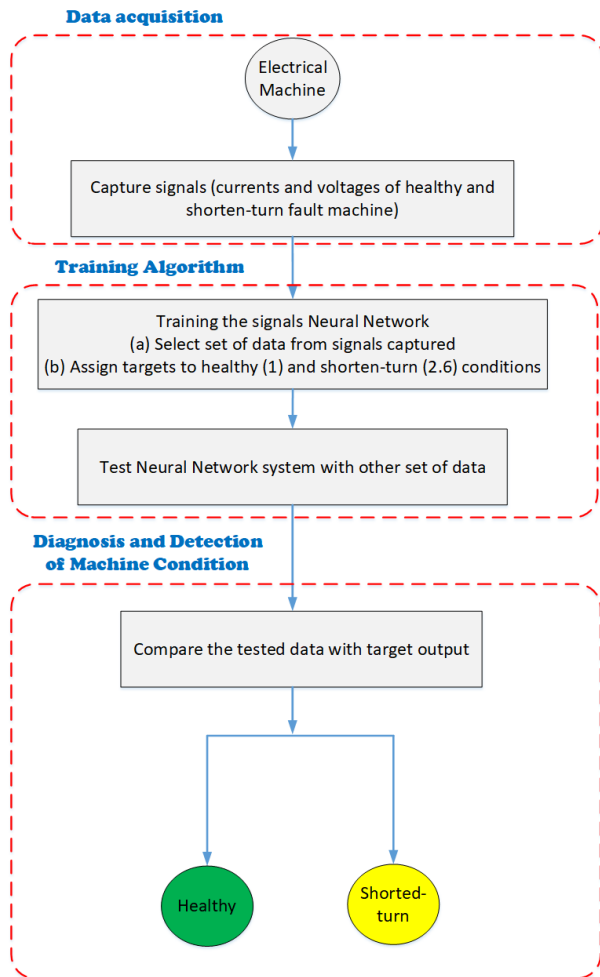 Data acquisition
Electrical
Machine
Capture signals (currents and voltages of healthy and
shorten-turn fault machine)
Training Algorithm
Training the signals Neural Network
(a) Select set of data from signals captured
(b) Assign targets to healthy (1) and shorten-turn (2.6) conditions
Test Neural Network system with other set of data
Diagnosis and Detection
of Machine Condition
Compare the tested data with target output
Healthy
Shorted-
turn